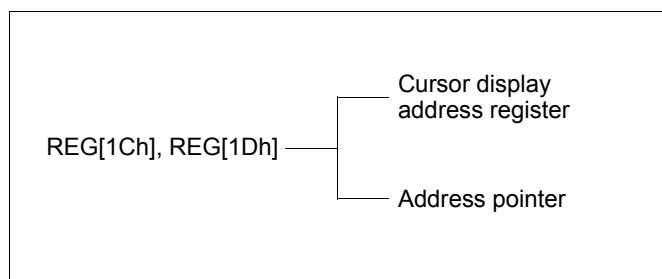 Cursor display
address register
REG[1Ch], REG[1Dh]
Address pointer